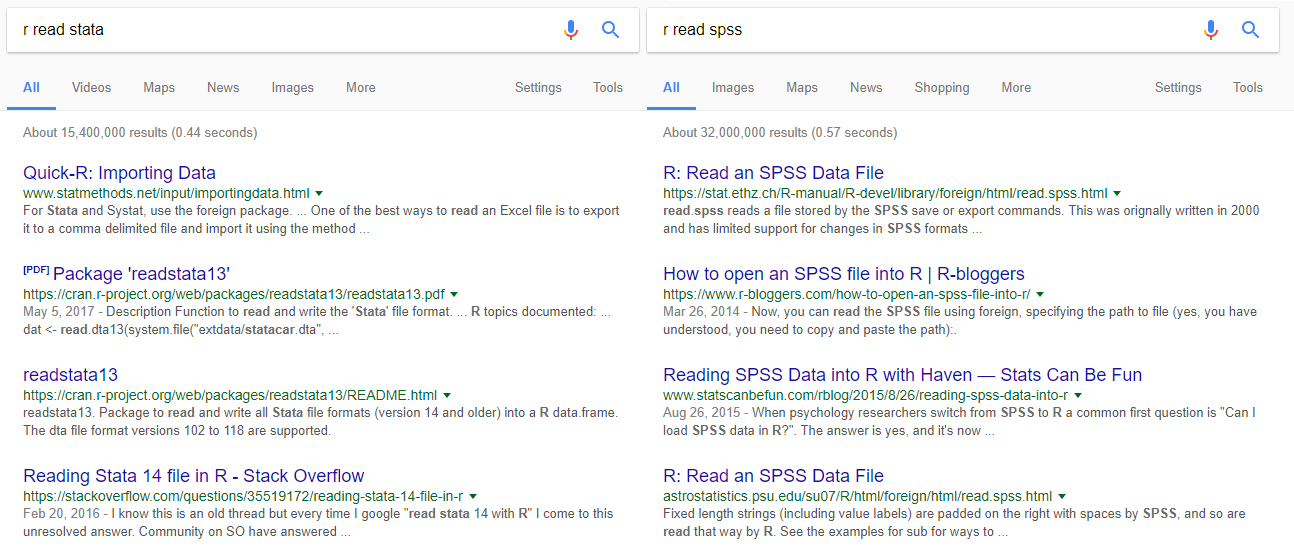 r read stata
All Videos Maps News Images More Settings Tools
About 15,400,000 results (0.44 seconds)
Quick-R: Importing Data
www.statmethods.net/input/importingdata.html
For Stata and Systat, use the foreign package. ... One of the best ways to read an Excel file is to export
it to a comma delimited file and import it using the method ...
[PDF] Package 'readstata13'
https://cran.r-project.org/web/packages/readstata13/readstata13.pdf
May 5, 2017 - Description Function to read and write the 'Stata' file format. ... R topics documented: ...
dat <- read.dta13(system.file("extdata/statacar.dta", ...
readstata13
https://cran.r-project.org/web/packages/readstata13/README.html
readstata13. Package to read and write all Stata file formats (version 14 and older) into a R data.frame.
The dta file format versions 102 to 118 are supported.
Reading Stata 14 file in R - Stack Overflow
https://stackoverflow.com/questions/35519172/reading-stata-14-file-in-r
Feb 20, 2016 - I know this is an old thread but every time I google "read stata 14 with R" I come to this
unresolved answer. Community on SO have answered ...
r read spss
All Images Maps News Shopping More Settings Tools
About 32,000,000 results (0.57 seconds)
R: Read an SPSS Data File
https://stat.ethz.ch/R-manual/R-devel/library/foreign/html/read.spss.html
read.spss reads a file stored by the SPSS save or export commands. This was orignally written in 2000
and has limited support for changes in SPSS formats ...
How to open an SPSS file into R | R-bloggers
https://www.r-bloggers.com/how-to-open-an-spss-file-into-r/
Mar 26, 2014 - Now, you can read the SPSS file using foreign, specifying the path to file (yes, you have
understood, you need to copy and paste the path):.
Reading SPSS Data into R with Haven — Stats Can Be Fun
www.statscanbefun.com/rblog/2015/8/26/reading-spss-data-into-r
Aug 26, 2015 - When psychology researchers switch from SPSS to R a common first question is "Can I
load SPSS data in R?". The answer is yes, and it's now ...
R: Read an SPSS Data File
astrostatistics.psu.edu/su07/R/html/foreign/html/read.spss.html
Fixed length strings (including value labels) are padded on the right with spaces by SPSS, and so are
read that way by R. See the examples for sub for ways to ...